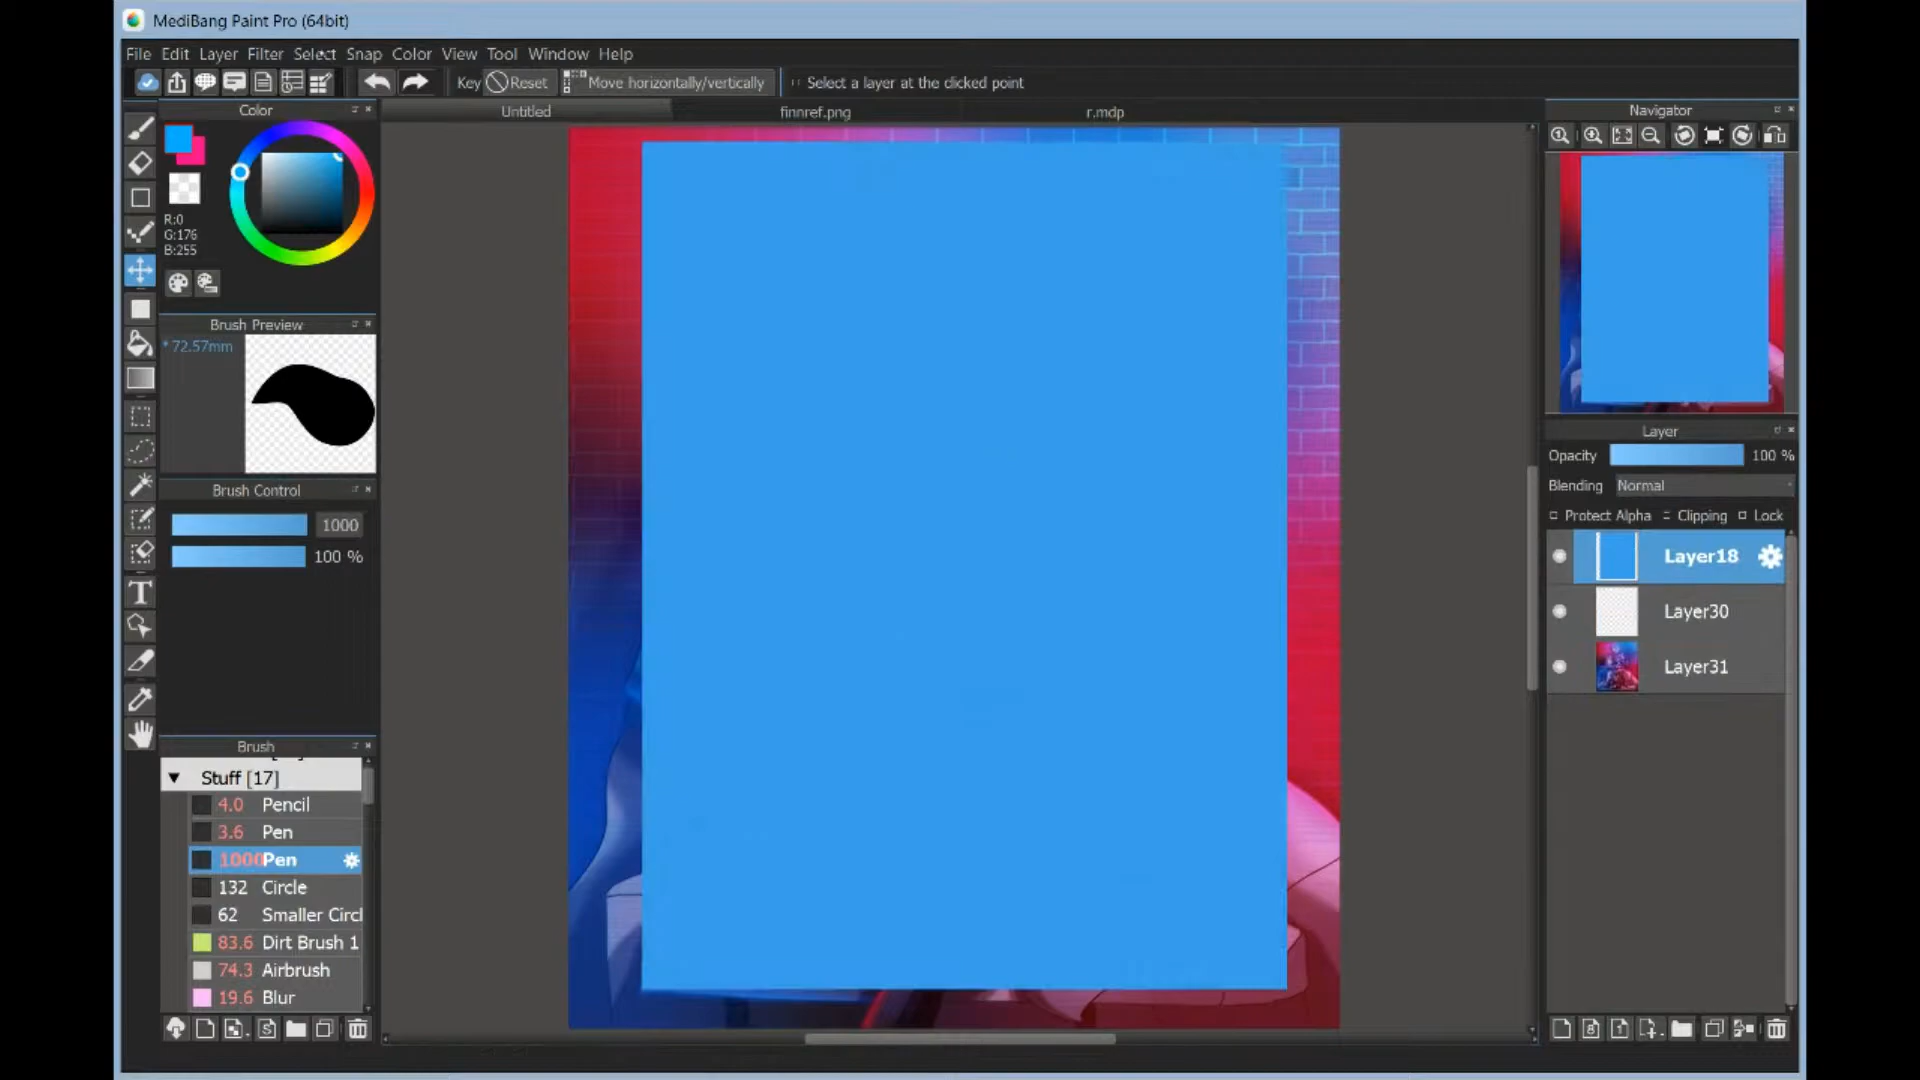 MediBang Paint Pro (64bit)
File Edit Layer Filter Select Snap Color View Tool Window Help
Key Reset Move horizontally/vertically Select a layer at the clicked point
Color
Untitled finnref.png r.mdp
Navigator
R:0
G:176
B:255
Brush Preview
* 72.57mm
Layer
Opacity 100 %
Blending Normal
Protect Alpha Clipping Lock
Layer18
Layer30
Layer31
Brush Control
1000
100 %
Brush
Stuff [17]
4.0 Pencil
3.6 Pen
1000 Pen
132 Circle
62 Smaller Circl
83.6 Dirt Brush 1
74.3 Airbrush
19.6 Blur